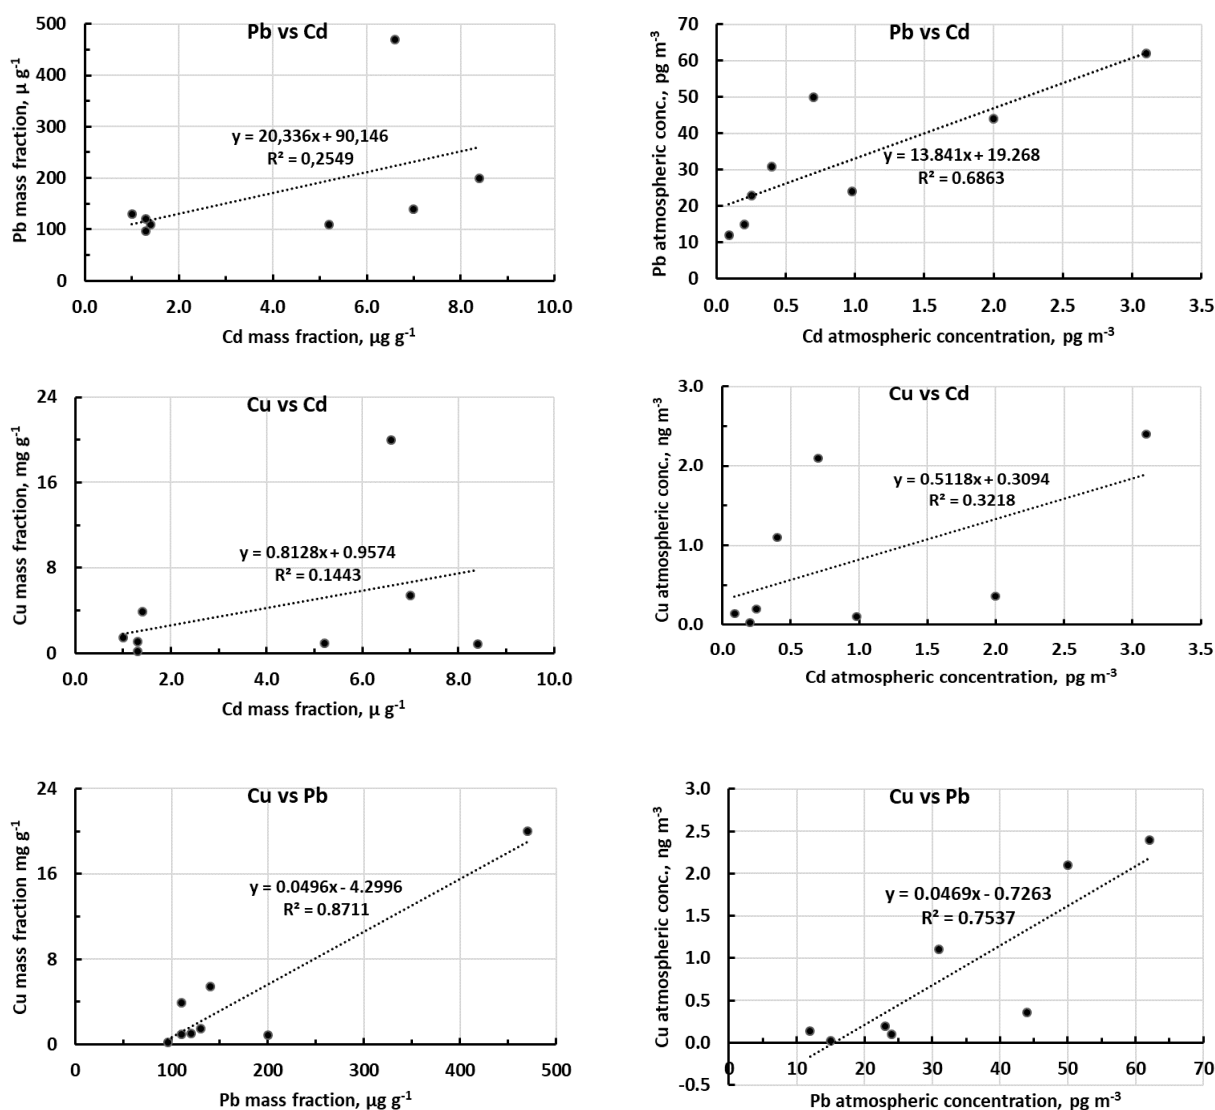 Pb vs Cd
Pb mass fraction, µ g⁻¹
500
400
300
200
100
0
y = 20,336x + 90,146
R² = 0,2549
0.0 2.0 4.0 6.0 8.0 10.0
Cd mass fraction, µg g⁻¹
Pb vs Cd
Pb atmospheric conc., pg m⁻³
70
60
50
40
30
20
10
0
y = 13.841x + 19.268
R² = 0.6863
0.0 0.5 1.0 1.5 2.0 2.5 3.0 3.5
Cd atmospheric concentration, pg m⁻³
Cu vs Cd
Cu mass fraction, mg g⁻¹
24
16
8
0
y = 0.8128x + 0.9574
R² = 0.1443
0.0 2.0 4.0 6.0 8.0 10.0
Cd mass fraction, µ g⁻¹
Cu vs Cd
Cu atmospheric conc., ng m⁻³
3.0
2.0
1.0
0.0
y = 0.5118x + 0.3094
R² = 0.3218
0.0 0.5 1.0 1.5 2.0 2.5 3.0 3.5
Cd atmospheric concentration, pg m⁻³
Cu vs Pb
Cu mass fraction mg g⁻¹
24
16
8
0
y = 0.0496x - 4.2996
R² = 0.8711
0 100 200 300 400 500
Pb mass fraction, µg g⁻¹
Cu vs Pb
Cu atmospheric conc., ng m⁻³
3.0
2.5
2.0
1.5
1.0
0.5
0.0
-0.5
y = 0.0469x - 0.7263
R² = 0.7537
0 10 20 30 40 50 60 70
Pb atmospheric concentration, pg m⁻³